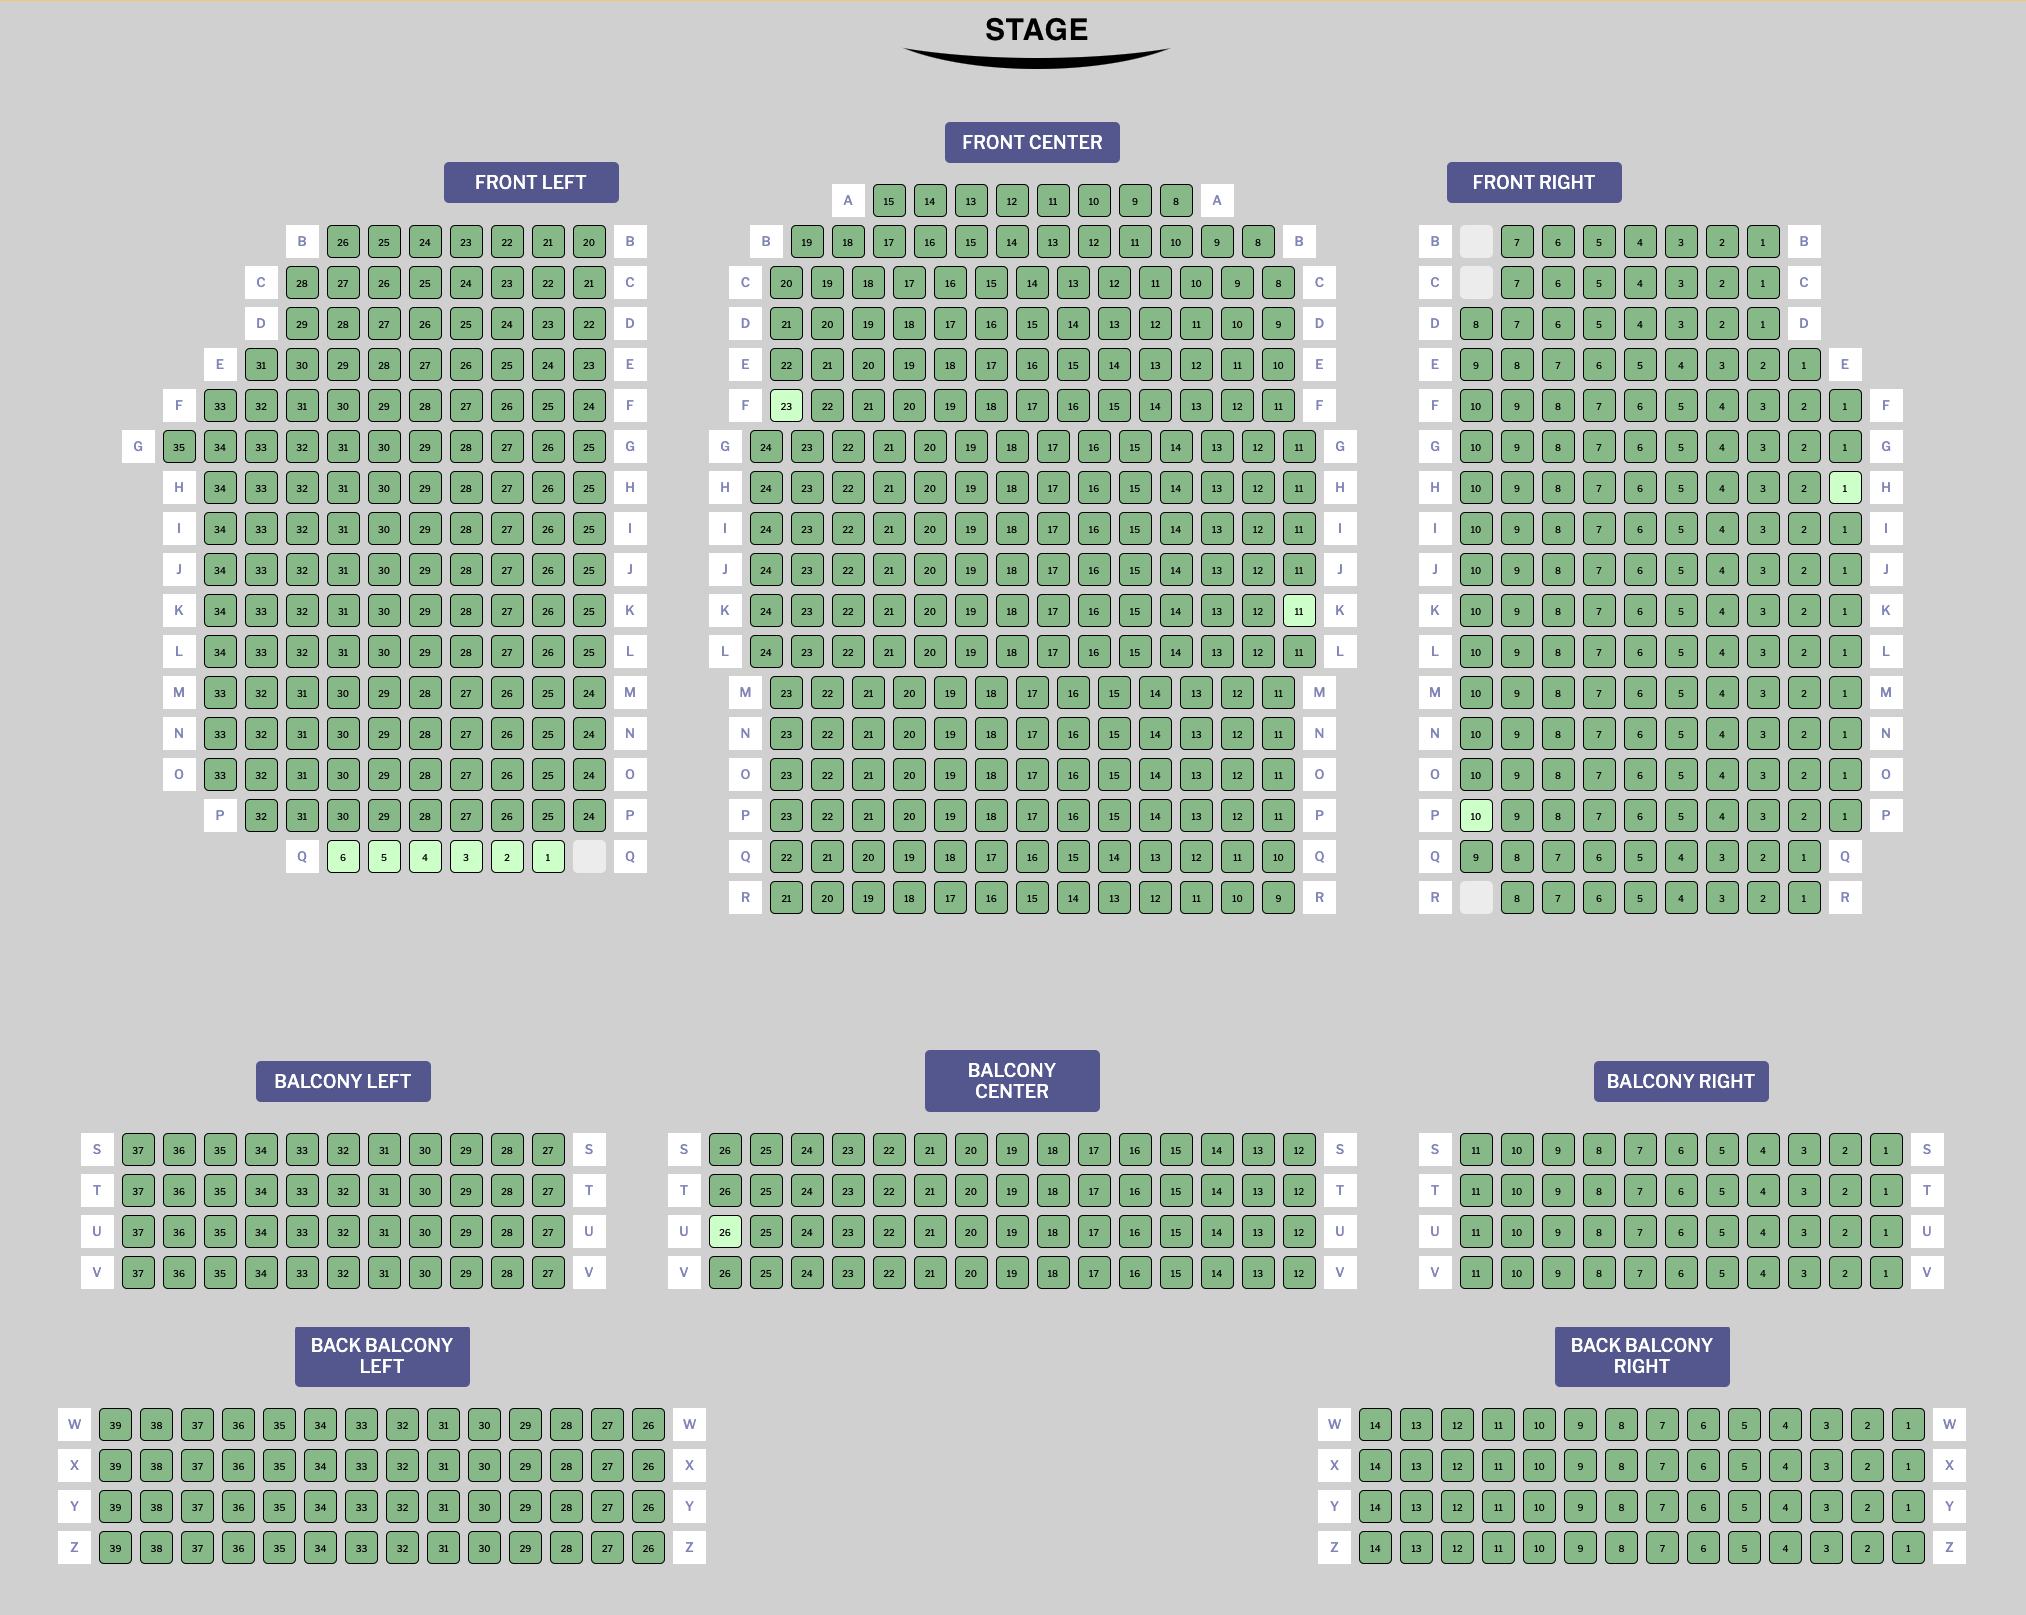 STAGE
FRONT CENTER
FRONT LEFT
FRONT RIGHT
A 15 14 13 12 11 10 9 8 A
B 26 25 24 23 22 21 20 B B 19 18 17 16 15 14 13 12 11 10 9 8 B B 7 6 5 4 3 2 1 B
C 28 27 26 25 24 23 22 21 C C 20 19 18 17 16 15 14 13 12 11 10 9 8 C C 7 6 5 4 3 2 1 C
D 29 28 27 26 25 24 23 22 D D 21 20 19 18 17 16 15 14 13 12 11 10 9 D D 8 7 6 5 4 3 2 1 D
E 31 30 29 28 27 26 25 24 23 E E 22 21 20 19 18 17 16 15 14 13 12 11 10 E E 9 8 7 6 5 4 3 2 1 E
F 33 32 31 30 29 28 27 26 25 24 F F 23 22 21 20 19 18 17 16 15 14 13 12 11 F F 10 9 8 7 6 5 4 3 2 1 F
G 35 34 33 32 31 30 29 28 27 26 25 G G 24 23 22 21 20 19 18 17 16 15 14 13 12 11 G G 10 9 8 7 6 5 4 3 2 1 G
H 34 33 32 31 30 29 28 27 26 25 H H 24 23 22 21 20 19 18 17 16 15 14 13 12 11 H H 10 9 8 7 6 5 4 3 2 1 H
I 34 33 32 31 30 29 28 27 26 25 I I 24 23 22 21 20 19 18 17 16 15 14 13 12 11 I I 10 9 8 7 6 5 4 3 2 1 I
J 34 33 32 31 30 29 28 27 26 25 J J 24 23 22 21 20 19 18 17 16 15 14 13 12 11 J J 10 9 8 7 6 5 4 3 2 1 J
K 34 33 32 31 30 29 28 27 26 25 K K 24 23 22 21 20 19 18 17 16 15 14 13 12 11 K K 10 9 8 7 6 5 4 3 2 1 K
L 34 33 32 31 30 29 28 27 26 25 L L 24 23 22 21 20 19 18 17 16 15 14 13 12 11 L L 10 9 8 7 6 5 4 3 2 1 L
M 33 32 31 30 29 28 27 26 25 24 M M 23 22 21 20 19 18 17 16 15 14 13 12 11 M M 10 9 8 7 6 5 4 3 2 1 M
N 33 32 31 30 29 28 27 26 25 24 N N 23 22 21 20 19 18 17 16 15 14 13 12 11 N N 10 9 8 7 6 5 4 3 2 1 N
O 33 32 31 30 29 28 27 26 25 24 O O 23 22 21 20 19 18 17 16 15 14 13 12 11 O O 10 9 8 7 6 5 4 3 2 1 O
P 32 31 30 29 28 27 26 25 24 P P 23 22 21 20 19 18 17 16 15 14 13 12 11 P P 10 9 8 7 6 5 4 3 2 1 P
Q 6 5 4 3 2 1 Q Q 22 21 20 19 18 17 16 15 14 13 12 11 10 Q Q 9 8 7 6 5 4 3 2 1 Q
R 21 20 19 18 17 16 15 14 13 12 11 10 9 R R 8 7 6 5 4 3 2 1 R
BALCONY LEFT
BALCONY
CENTER
BALCONY RIGHT
S 37 36 35 34 33 32 31 30 29 28 27 S S 26 25 24 23 22 21 20 19 18 17 16 15 14 13 12 S S 11 10 9 8 7 6 5 4 3 2 1 S
T 37 36 35 34 33 32 31 30 29 28 27 T T 26 25 24 23 22 21 20 19 18 17 16 15 14 13 12 T T 11 10 9 8 7 6 5 4 3 2 1 T
U 37 36 35 34 33 32 31 30 29 28 27 U U 26 25 24 23 22 21 20 19 18 17 16 15 14 13 12 U U 11 10 9 8 7 6 5 4 3 2 1 U
V 37 36 35 34 33 32 31 30 29 28 27 V V 26 25 24 23 22 21 20 19 18 17 16 15 14 13 12 V V 11 10 9 8 7 6 5 4 3 2 1 V
BACK BALCONY
LEFT
BACK BALCONY
RIGHT
W 39 38 37 36 35 34 33 32 31 30 29 28 27 26 W W 14 13 12 11 10 9 8 7 6 5 4 3 2 1 W
X 39 38 37 36 35 34 33 32 31 30 29 28 27 26 X X 14 13 12 11 10 9 8 7 6 5 4 3 2 1 X
Y 39 38 37 36 35 34 33 32 31 30 29 28 27 26 Y Y 14 13 12 11 10 9 8 7 6 5 4 3 2 1 Y
Z 39 38 37 36 35 34 33 32 31 30 29 28 27 26 Z Z 14 13 12 11 10 9 8 7 6 5 4 3 2 1 Z